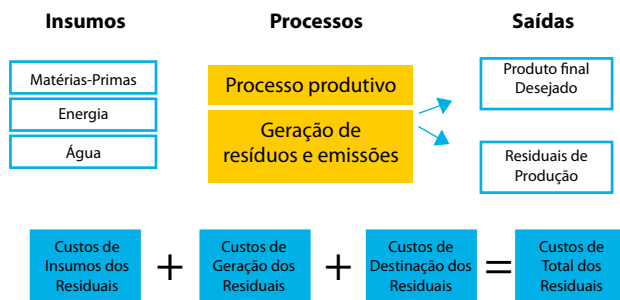 Insumos
Processos
Saídas
Matérias-Primas
Energia
Água
Processo produtivo
Geração de
resíduos e emissões
Produto final
Desejado
Residuais de
Produção
Custos de
Insumos dos
Residuais
+
Custos de
Geração dos
Residuais
+
Custos de
Destinação dos
Residuais
=
Custos de
Total dos
Residuais